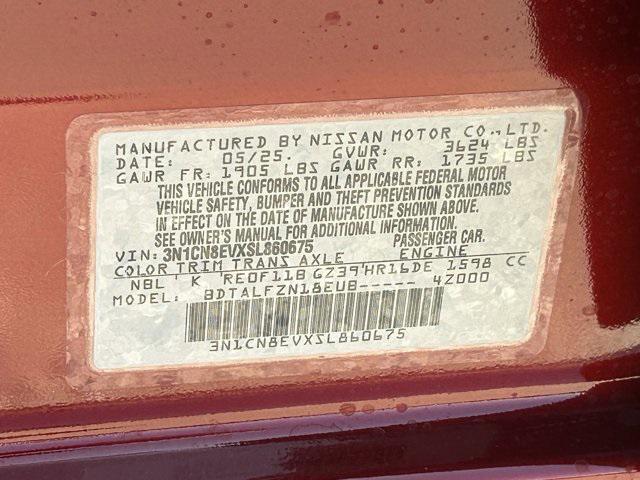 MANUFACTURED BY NISSAN MOTOR CO., LTD.
DATE: 05/25. GVWR: 3624 LBS
GAWR FR: 1905 LBS GAWR RR: 1735 LBS
THIS VEHICLE CONFORMS TO ALL APPLICABLE FEDERAL MOTOR
VEHICLE SAFETY, BUMPER AND THEFT PREVENTION STANDARDS
IN EFFECT ON THE DATE OF MANUFACTURE SHOWN ABOVE.
SEE OWNER'S MANUAL FOR ADDITIONAL INFORMATION.
VIN: 3N1CN8EVXSL860675 PASSENGER CAR.
COLOR TRIM TRANS AXLE ENGINE
NBL K RE0F11B GZ39 HR16DE 1598 CC
MODEL: BDTALFZN18EU8----- 4Z000
3N1CN8EVXSL860675